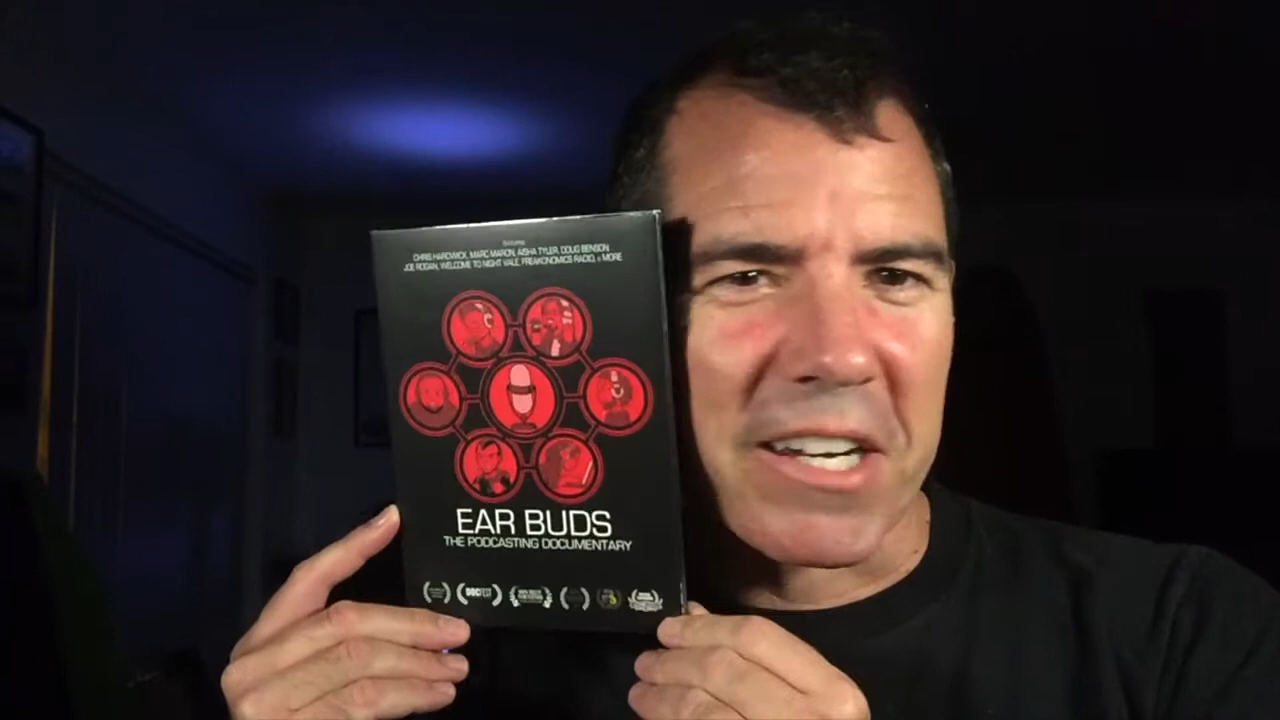 FEATURING
CHRIS HARDWICK, MARC MARON, AISHA TYLER, DOUG BENSON,
JOE ROGAN, WELCOME TO NIGHT VALE, FREAKONOMICS RADIO, & MORE
EAR BUDS
THE PODCASTING DOCUMENTARY